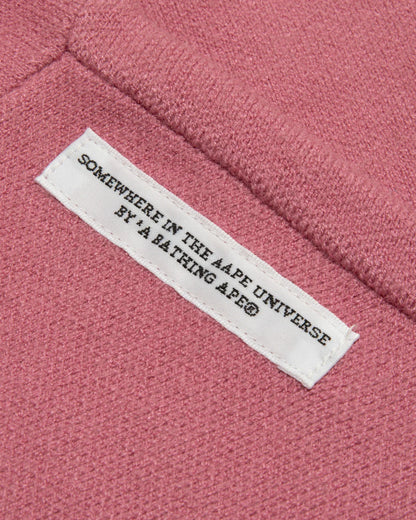 SOMEWHERE IN THE AAPE UNIVERSE
BY 'A BATHING APE®